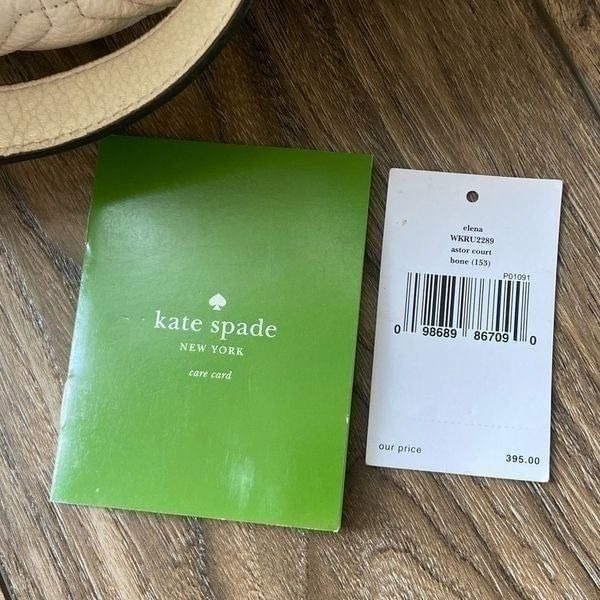 kate spade
NEW YORK
care card
elena
WKRU2289
astor court
bone (153)
P01091
0 98689 86709 0
our price
395.00